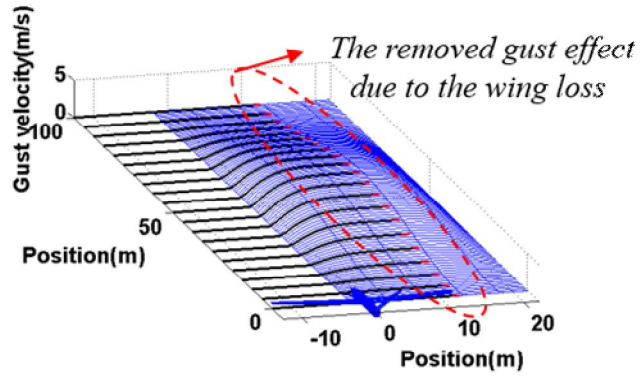 The removed gust effect
due to the wing loss
Gust velocity(m/s)
5
0
100
50
0
Position(m)
-10
0
10
20
Position(m)